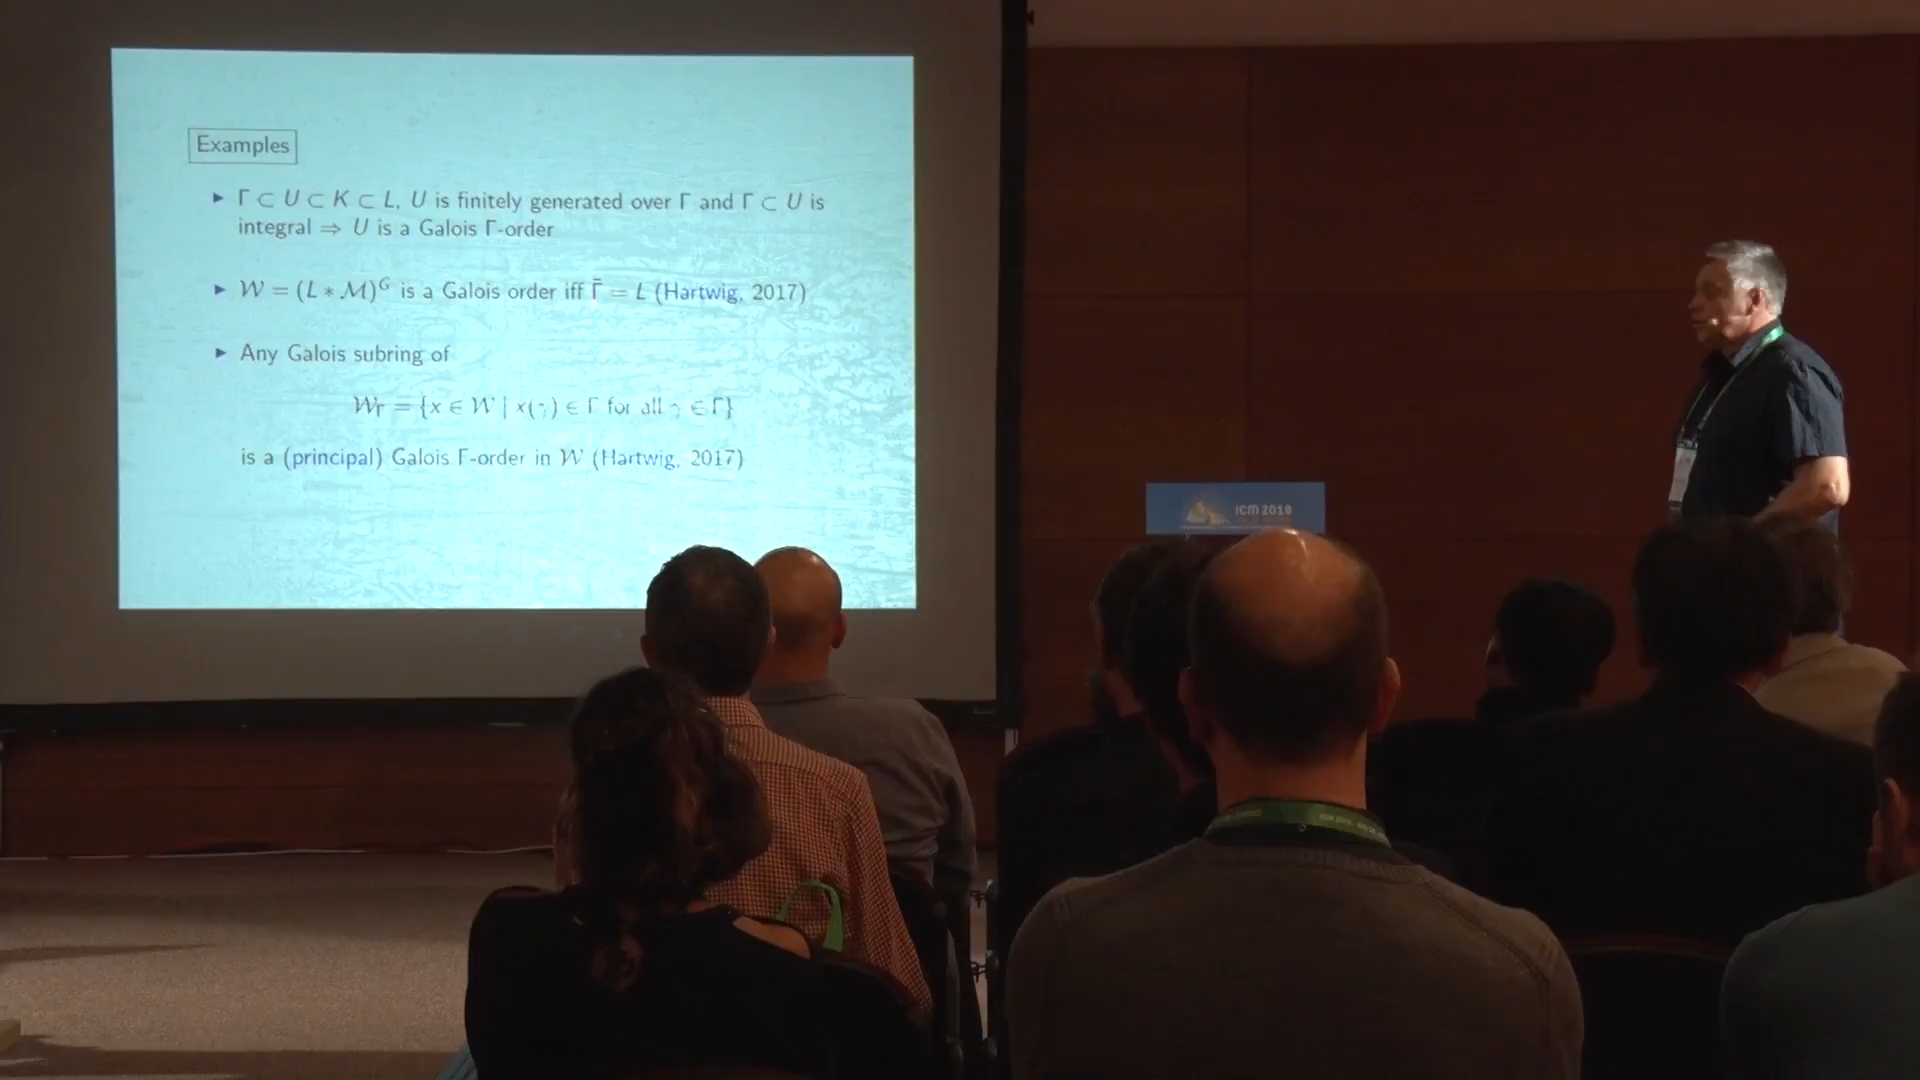 Examples
► Γ ⊂ U ⊂ K ⊂ L, U is finitely generated over Γ and Γ ⊂ U is
integral ⇒ U is a Galois Γ-order
► 𝒲 = (L ∗ ℳ)^G is a Galois order iff Γ̄ = L (Hartwig, 2017)
► Any Galois subring of
𝒲_Γ = {x ∈ 𝒲 | x(γ) ∈ Γ for all γ ∈ Γ}
is a (principal) Galois Γ-order in 𝒲 (Hartwig, 2017)
ICM 2018